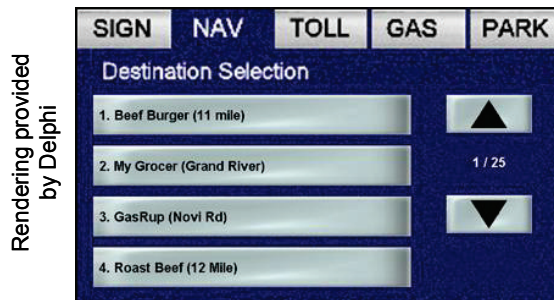 Rendering provided
by Delphi
SIGN NAV TOLL GAS PARK
Destination Selection
1. Beef Burger (11 mile)
2. My Grocer (Grand River)
1 / 25
3. GasRup (Novi Rd)
4. Roast Beef (12 Mile)